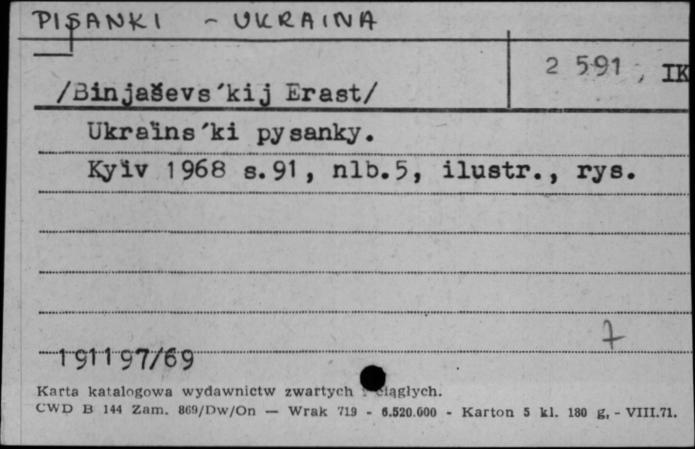 PISANKI - UKRAINA
2 591, IK
/Binjaševs'kij Erast/
Ukraïns'ki pysanky.
Kyïv 1968 s.91, nlb.5, ilustr., rys.
7
191197/69
Karta katalogowa wydawnictw zwartych i ciągłych.
CWD B 144 Zam. 869/Dw/On — Wrak 719 - 6.520.000 - Karton 5 kl. 180 g, - VIII.71.